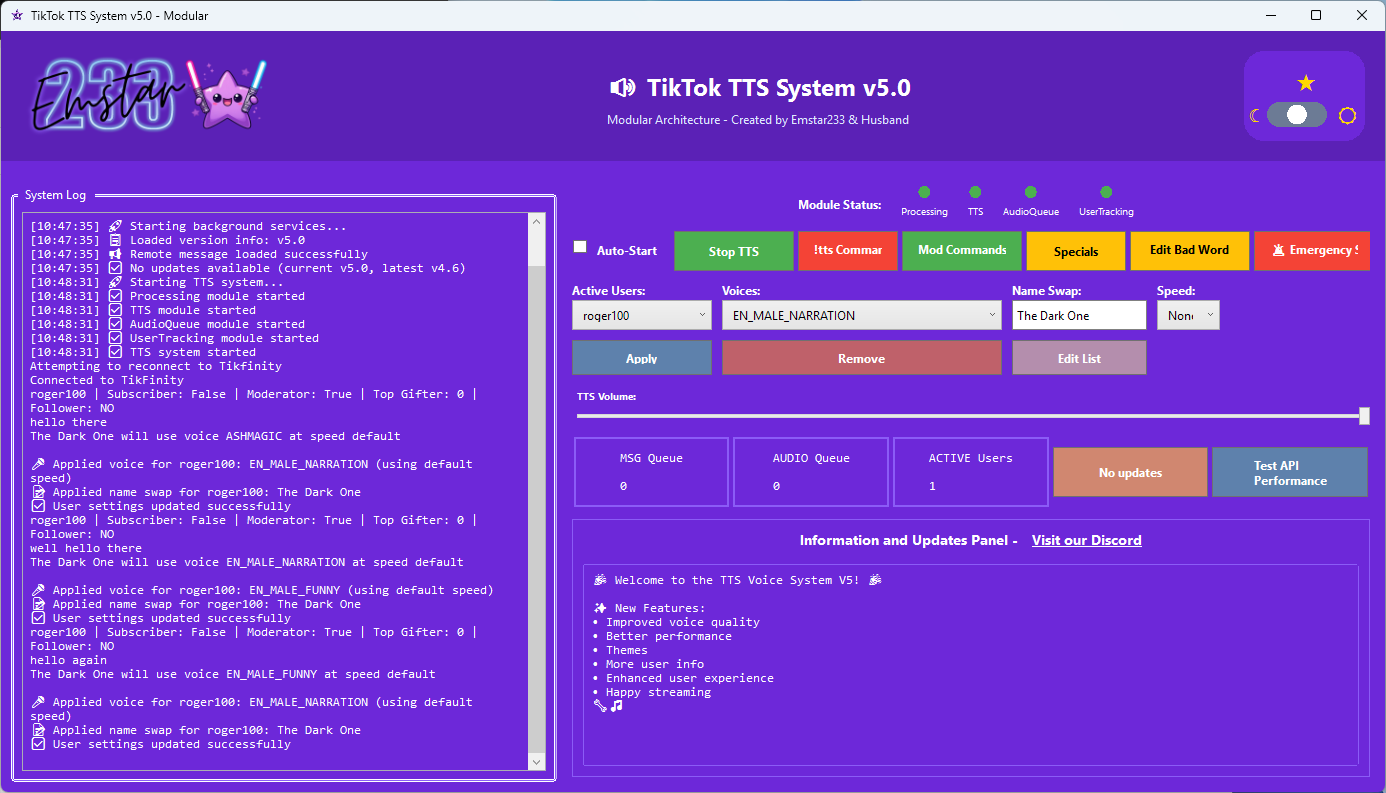 TikTok TTS System v5.0 - Modular
233
Emstar
TikTok TTS System v5.0
Modular Architecture - Created by Emstar233 & Husband
System Log
[10:47:35] 🚀 Starting background services...
[10:47:35] 📋 Loaded version info: v5.0
[10:47:35] 📢 Remote message loaded successfully
[10:47:35] ☑ No updates available (current v5.0, latest v4.6)
[10:48:31] 🚀 Starting TTS system...
[10:48:31] ☑ Processing module started
[10:48:31] ☑ TTS module started
[10:48:31] ☑ AudioQueue module started
[10:48:31] ☑ UserTracking module started
[10:48:31] ☑ TTS system started
Attempting to reconnect to Tikfinity
Connected to TikFinity
roger100 | Subscriber: False | Moderator: True | Top Gifter: 0 |
Follower: NO
hello there
The Dark One will use voice ASHMAGIC at speed default
🎤 Applied voice for roger100: EN_MALE_NARRATION (using default
speed)
📝 Applied name swap for roger100: The Dark One
☑ User settings updated successfully
roger100 | Subscriber: False | Moderator: True | Top Gifter: 0 |
Follower: NO
well hello there
The Dark One will use voice EN_MALE_NARRATION at speed default
🎤 Applied voice for roger100: EN_MALE_FUNNY (using default speed)
📝 Applied name swap for roger100: The Dark One
☑ User settings updated successfully
roger100 | Subscriber: False | Moderator: True | Top Gifter: 0 |
Follower: NO
hello again
The Dark One will use voice EN_MALE_FUNNY at speed default
🎤 Applied voice for roger100: EN_MALE_NARRATION (using default
speed)
📝 Applied name swap for roger100: The Dark One
☑ User settings updated successfully
Module Status:
Processing
TTS
AudioQueue
UserTracking
Auto-Start
Stop TTS
!tts Commar
Mod Commands
Specials
Edit Bad Word
🚨 Emergency S
Active Users:
Voices:
Name Swap:
Speed:
roger100
EN_MALE_NARRATION
The Dark One
None
Apply
Remove
Edit List
TTS Volume:
MSG Queue
0
AUDIO Queue
0
ACTIVE Users
1
No updates
Test API
Performance
Information and Updates Panel - Visit our Discord
🎉 Welcome to the TTS Voice System V5! 🎉
✨ New Features:
• Improved voice quality
• Better performance
• Themes
• More user info
• Enhanced user experience
• Happy streaming
🎤🎵